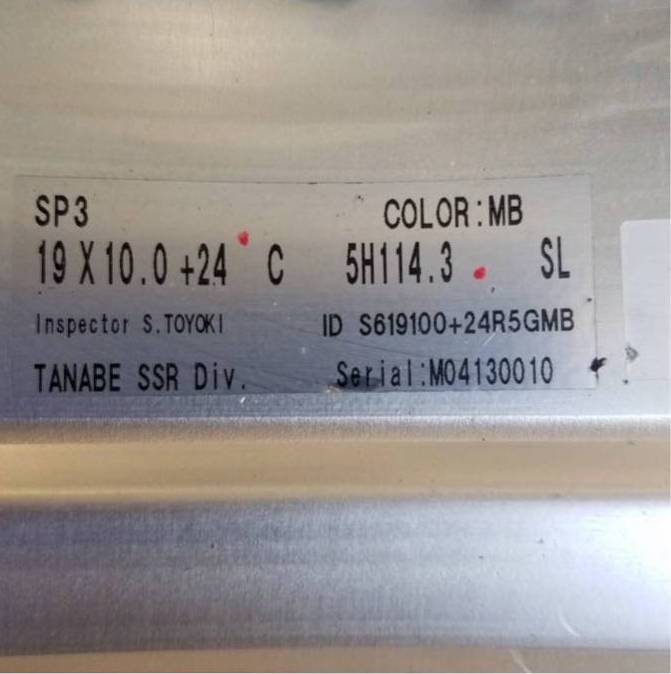 SP3 COLOR:MB
19 X 10.0 +24 C 5H114.3 SL
Inspector S.TOYOKI ID S619100+24R5GMB
TANABE SSR Div. Serial:M04130010